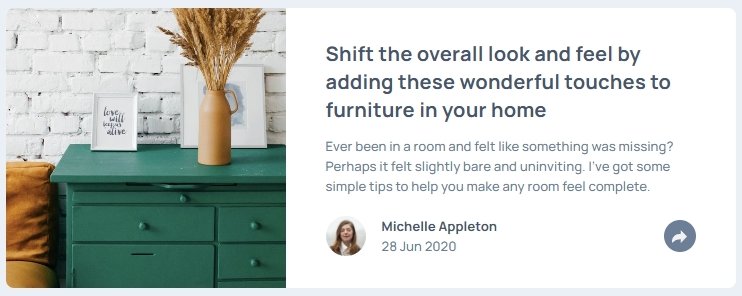 love
will
keep us
alive
Shift the overall look and feel by
adding these wonderful touches to
furniture in your home
Ever been in a room and felt like something was missing?
Perhaps it felt slightly bare and uninviting. I've got some
simple tips to help you make any room feel complete.
Michelle Appleton
28 Jun 2020